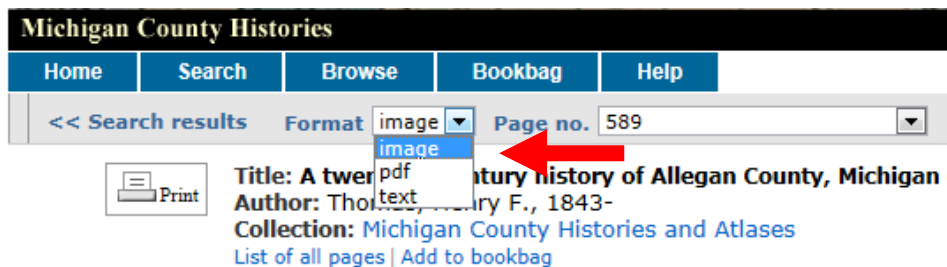 Michigan County Histories
Home Search Browse Bookbag Help
<< Search results Format image Page no. 589
image
pdf
text
Print
Title: A twen ntury history of Allegan County, Michigan
Author: Tho nry F., 1843-
Collection: Michigan County Histories and Atlases
List of all pages | Add to bookbag